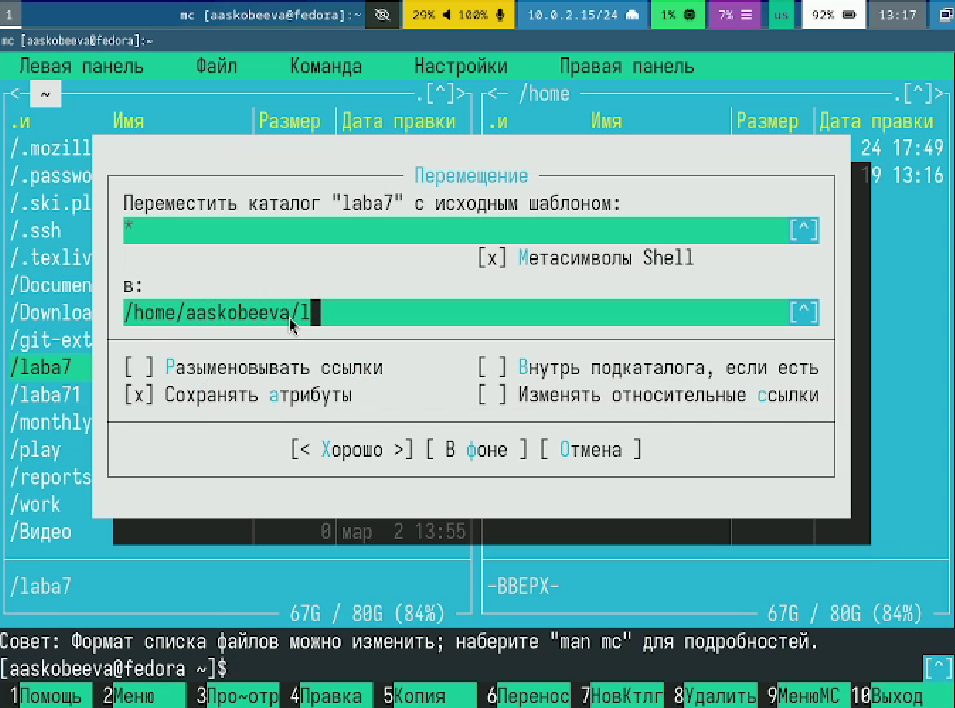 1 mc [aaskobeeva@fedora]:~ 29% 100% 10.0.2.15/24 1% 7% us 92% 13:17
mc [aaskobeeva@fedora]:~
Левая панель Файл Команда Настройки Правая панель
<— ~ .[^]> <— /home .[^]>
.и Имя Размер Дата правки .и Имя Размер Дата правки
/.mozill 24 17:49
/.passwo 19 13:16
/.ski.pl
/.ssh
/.texliv
/Documen
/Downloa
/git-ext
/laba7
/laba71
/monthly
/play
/reports
/work
/Видео 0 мар 2 13:55
Перемещение
Переместить каталог "laba7" с исходным шаблоном:
* [^]
[x] Метасимволы Shell
в:
/home/aaskobeeva/l [^]
[ ] Разыменовывать ссылки [ ] Внутрь подкаталога, если есть
[x] Сохранять атрибуты [ ] Изменять относительные ссылки
[< Хорошо >] [ В фоне ] [ Отмена ]
/laba7 -ВВЕРХ-
67G / 80G (84%) 67G / 80G (84%)
Совет: Формат списка файлов можно изменить; наберите "man mc" для подробностей.
[aaskobeeva@fedora ~]$ [^]
1Помощь 2Меню 3Про~отр 4Правка 5Копия 6Перенос 7НовКтлг 8Удалить 9МенюMC 10Выход